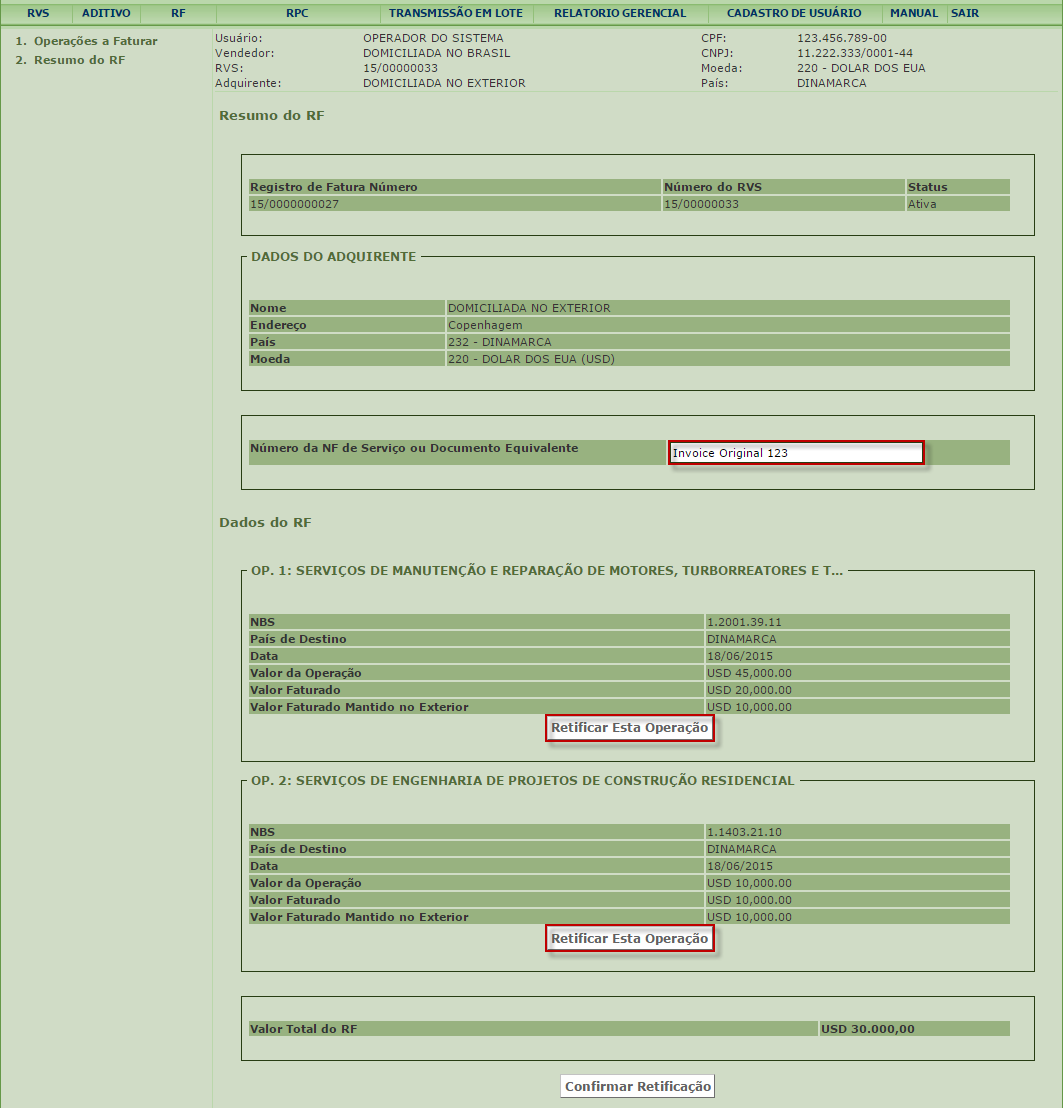 RVS ADITIVO RF RPC TRANSMISSÃO EM LOTE RELATORIO GERENCIAL CADASTRO DE USUÁRIO MANUAL SAIR
1. Operações a Faturar
2. Resumo do RF
Usuário: OPERADOR DO SISTEMA CPF: 123.456.789-00
Vendedor: DOMICILIADA NO BRASIL CNPJ: 11.222.333/0001-44
RVS: 15/00000033 Moeda: 220 - DOLAR DOS EUA
Adquirente: DOMICILIADA NO EXTERIOR País: DINAMARCA
Resumo do RF
Registro de Fatura Número Número do RVS Status
15/0000000027 15/00000033 Ativa
DADOS DO ADQUIRENTE
Nome DOMICILIADA NO EXTERIOR
Endereço Copenhagem
País 232 - DINAMARCA
Moeda 220 - DOLAR DOS EUA (USD)
Número da NF de Serviço ou Documento Equivalente Invoice Original 123
Dados do RF
OP. 1: SERVIÇOS DE MANUTENÇÃO E REPARAÇÃO DE MOTORES, TURBORREATORES E T...
NBS 1.2001.39.11
País de Destino DINAMARCA
Data 18/06/2015
Valor da Operação USD 45,000.00
Valor Faturado USD 20,000.00
Valor Faturado Mantido no Exterior USD 10,000.00
Retificar Esta Operação
OP. 2: SERVIÇOS DE ENGENHARIA DE PROJETOS DE CONSTRUÇÃO RESIDENCIAL
NBS 1.1403.21.10
País de Destino DINAMARCA
Data 18/06/2015
Valor da Operação USD 10,000.00
Valor Faturado USD 10,000.00
Valor Faturado Mantido no Exterior USD 10,000.00
Retificar Esta Operação
Valor Total do RF USD 30.000,00
Confirmar Retificação